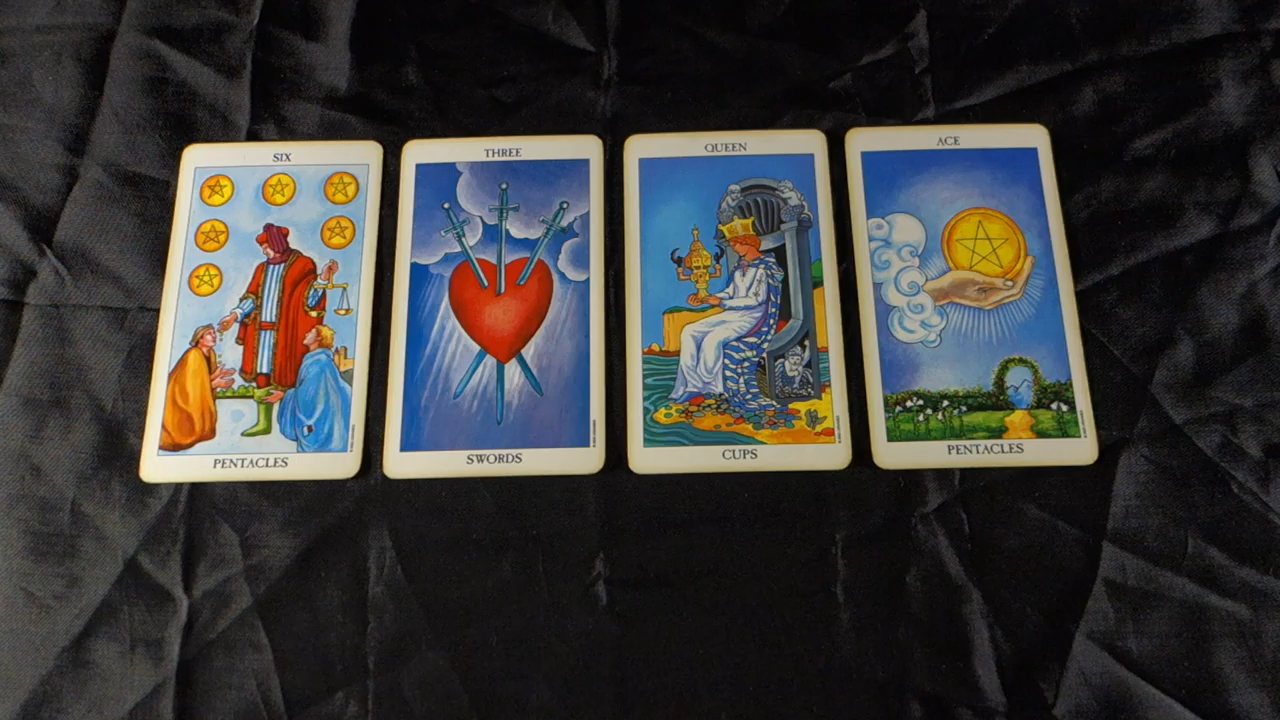 SIX
PENTACLES
THREE
SWORDS
QUEEN
CUPS
ACE
PENTACLES